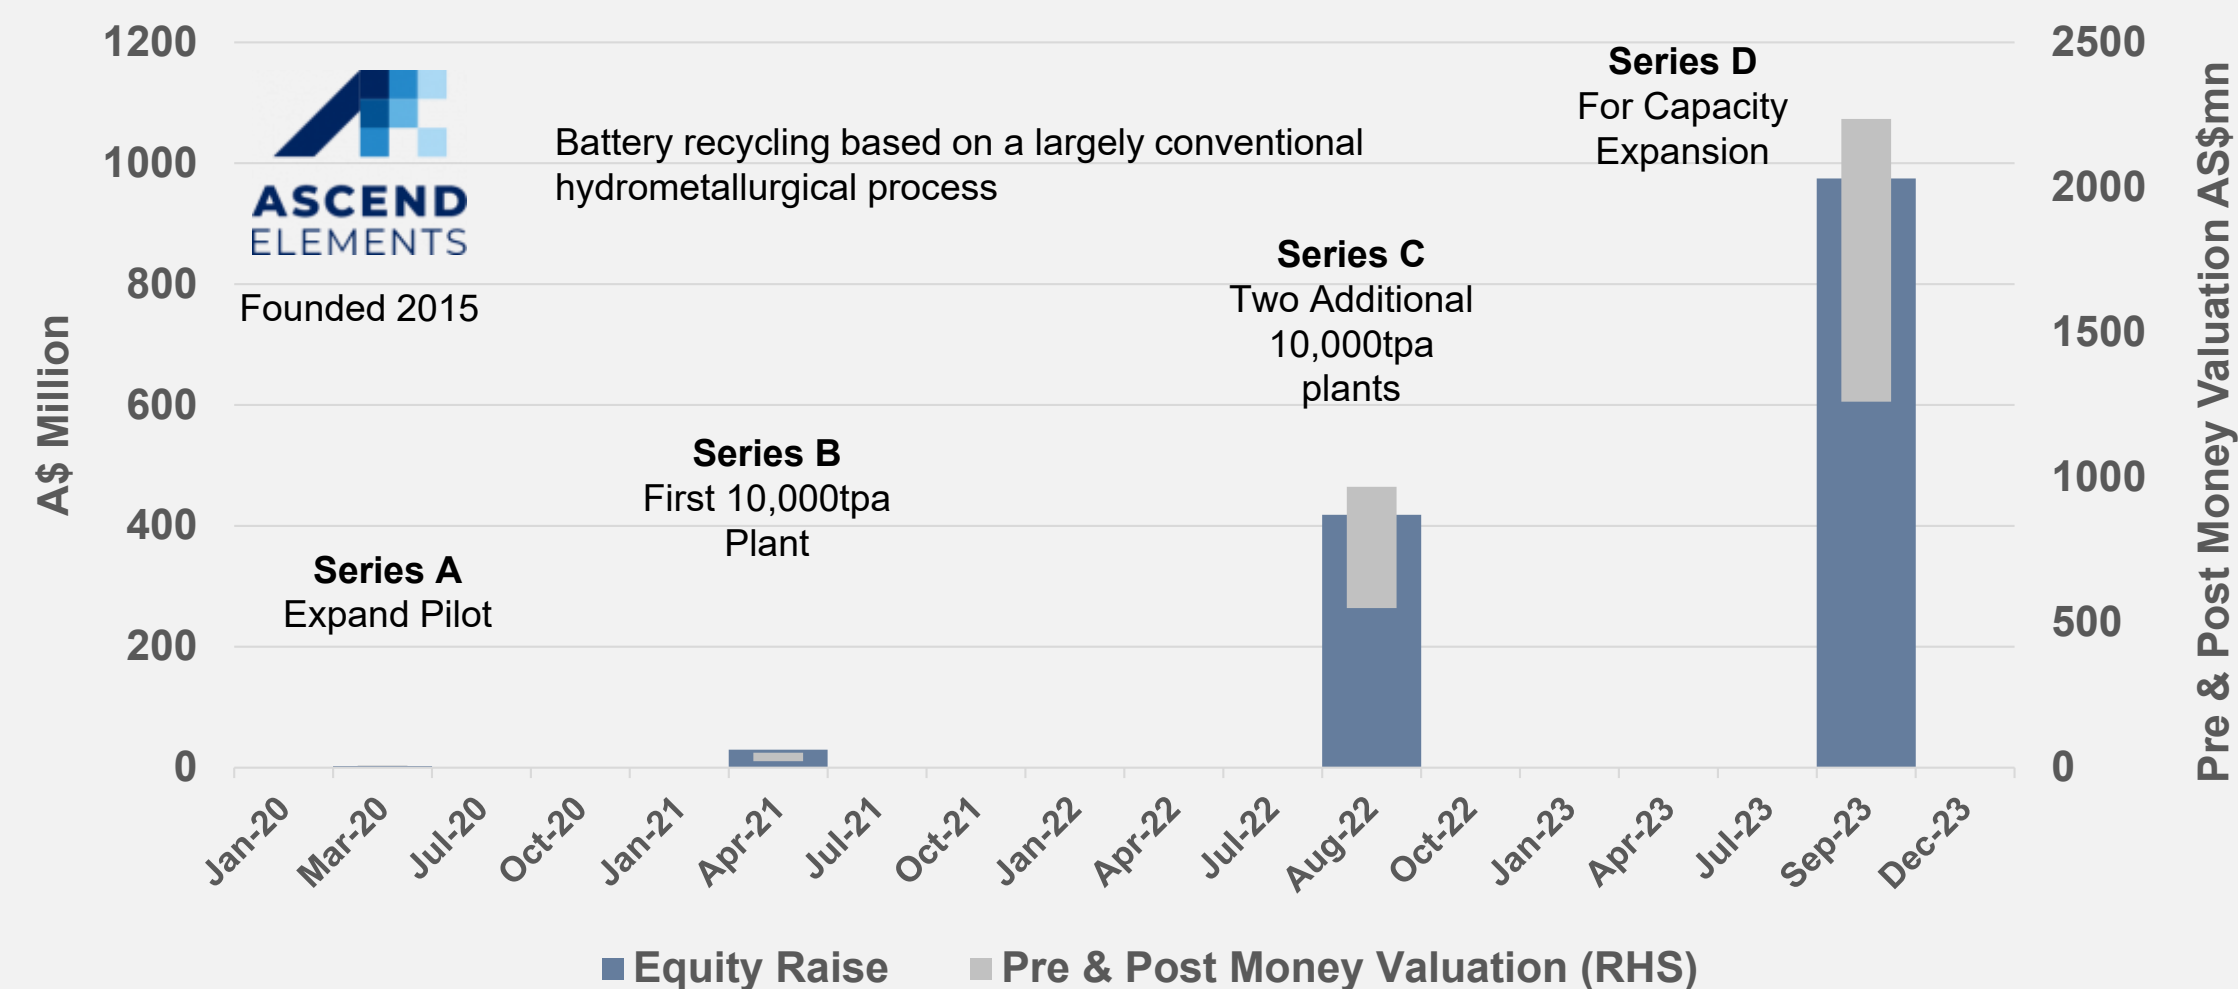 1200
1000
800
600
400
200
0
A$ Million
2500
2000
1500
1000
500
0
Pre & Post Money Valuation AS$mn
ASCEND
ELEMENTS
Founded 2015
Battery recycling based on a largely conventional
hydrometallurgical process
Series A
Expand Pilot
Series B
First 10,000tpa
Plant
Series C
Two Additional
10,000tpa
plants
Series D
For Capacity
Expansion
Jan-20
Mar-20
Jul-20
Oct-20
Jan-21
Apr-21
Jul-21
Oct-21
Jan-22
Apr-22
Jul-22
Aug-22
Oct-22
Jan-23
Apr-23
Jul-23
Sep-23
Dec-23
Equity Raise
Pre & Post Money Valuation (RHS)